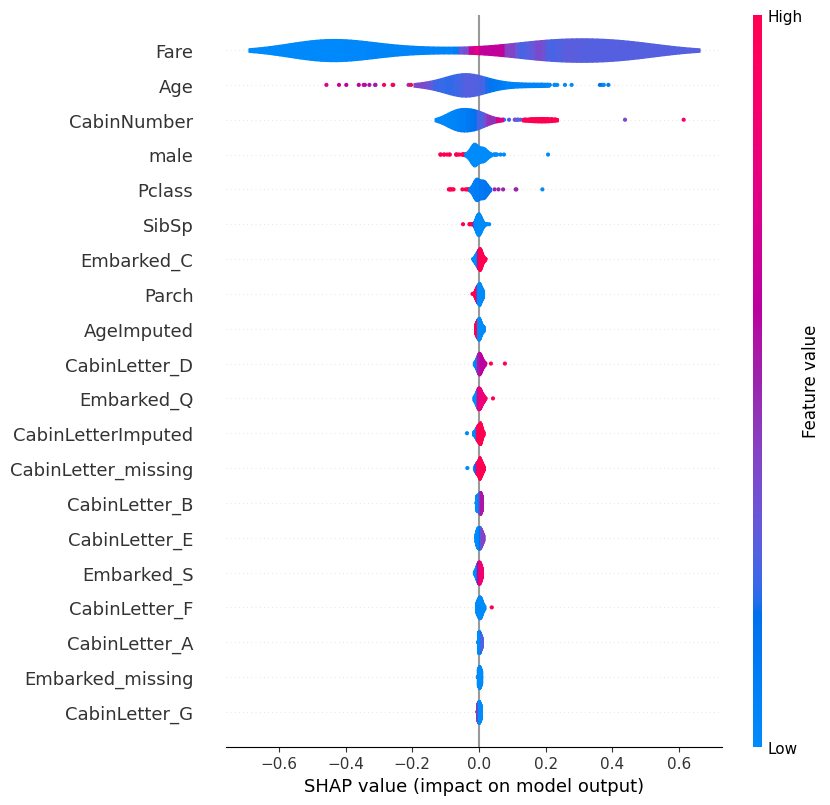 High
Fare
Age
CabinNumber
male
Pclass
SibSp
Embarked_C
Parch
AgeImputed
CabinLetter_D
Embarked_Q
CabinLetterImputed
CabinLetter_missing
CabinLetter_B
CabinLetter_E
Embarked_S
CabinLetter_F
CabinLetter_A
Embarked_missing
CabinLetter_G
Feature value
Low
−0.6 −0.4 −0.2 0.0 0.2 0.4 0.6
SHAP value (impact on model output)